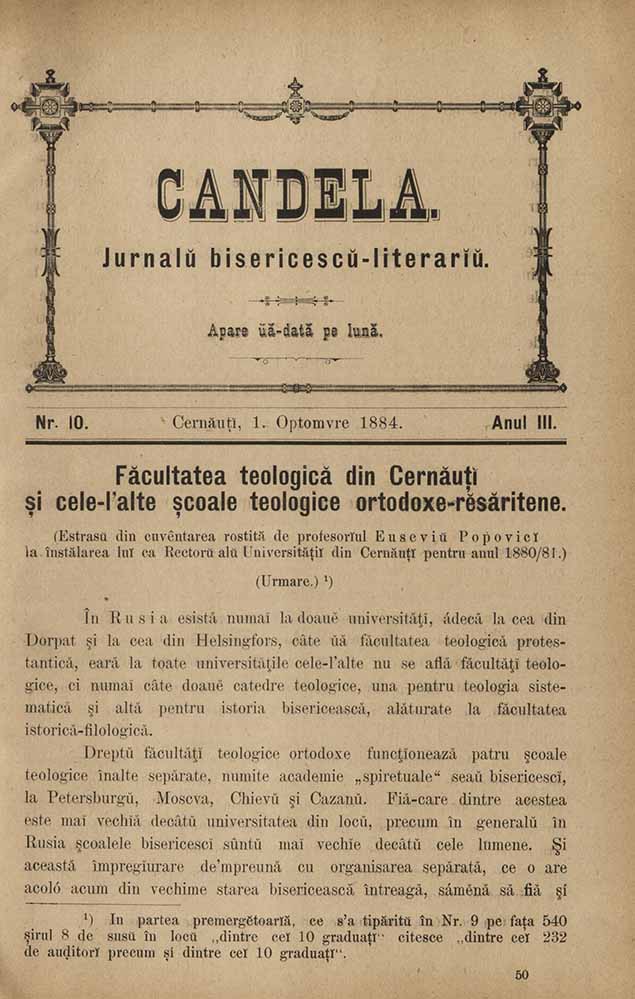 CANDELA.
Jurnalŭ bisericescŭ-literarĭŭ.
Apare ŭă-dată pe lună.
Nr. 10. Cernăuțĭ, 1. Optomvre 1884. Anul III.
Făcultatea teologică din Cernăuțĭ
și cele-l'alte școale teologice ortodoxe-rĕsăritene.
(Estrasŭ din cuvêntarea rostită de profesorĭul Euseviŭ Popovicĭ
la instălarea luĭ ca Rectorŭ alŭ Universitățiĭ din Cernăuțĭ pentru anul 1880/81.)
(Urmare.) ¹)
În Rusia esistă numaĭ la doauĕ universitățĭ, ădecă la cea din
Dorpat și la cea din Helsingfors, câte ŭă făcultatea teologică protes-
tantică, eară la toate universitățile cele-l'alte nu se află făcultățĭ teolo-
gice, ci numaĭ câte doauĕ catedre teologice, una pentru teologia siste-
matică și altă pentru istoria bisericească, alăturate la făcultatea
istorică-filologică.
Dreptŭ făcultățĭ teologice ortodoxe funcționează patru școale
teologice înalte sepărate, numite academie „spiretuale“ seaŭ bisericescĭ,
la Petersburgŭ, Moscva, Chievŭ și Cazanŭ. Fiă-care dintre acestea
este maĭ vechiă decâtŭ universitatea din locŭ, precum în generalŭ în
Rusia școalele bisericescĭ sûntŭ maĭ vechie decâtŭ cele lumene. Și
această împregĭurare de'mpreună cu organisarea sepărată, ce o are
acoló acum din vechime starea bisericească întreagă, sămĕnă să fiă șĭ
¹) In partea premergĕtoarĭă, ce s'a tipăritŭ în Nr. 9 pe fața 540
șirul 8 de susŭ în locŭ „dintre ceĭ 10 graduațĭ“ citesce „dintre ceĭ 232
de audi̦torĭ precum și dintre ceĭ 10 graduațĭ“.
50